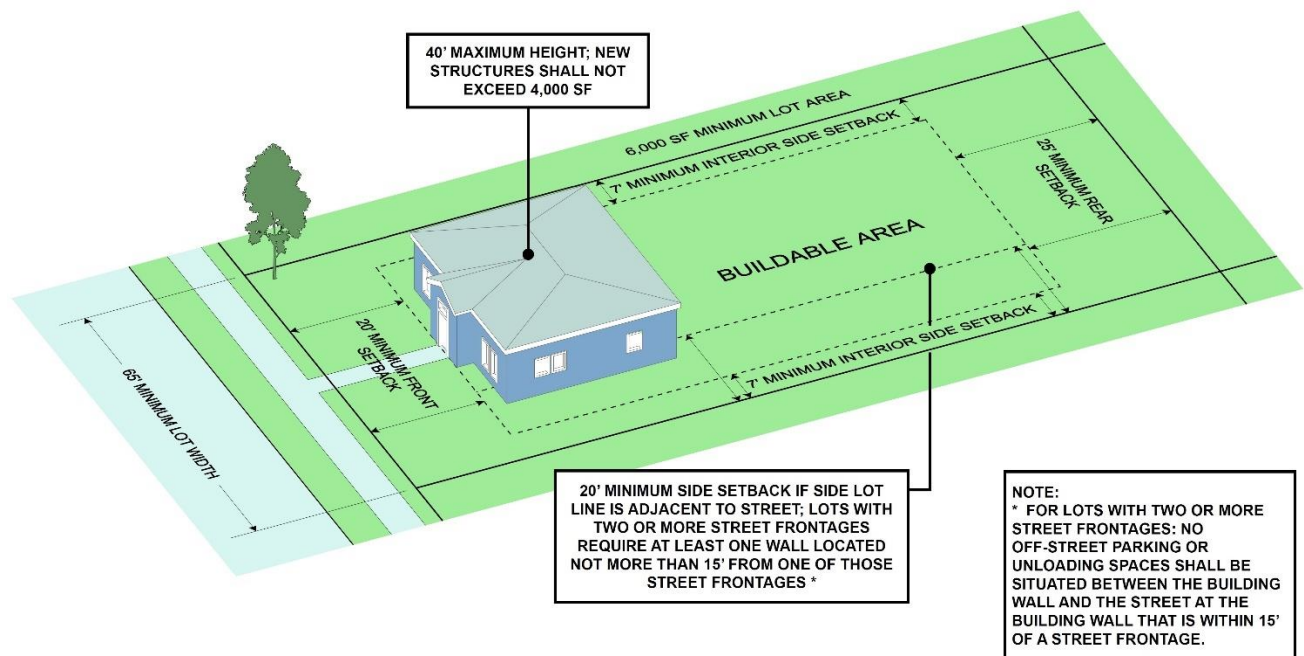 40' MAXIMUM HEIGHT; NEW
STRUCTURES SHALL NOT
EXCEED 4,000 SF
6,000 SF MINIMUM LOT AREA
7' MINIMUM INTERIOR SIDE SETBACK
25' MINIMUM REAR
SETBACK
BUILDABLE AREA
20' MINIMUM FRONT
SETBACK
7' MINIMUM INTERIOR SIDE SETBACK
65' MINIMUM LOT WIDTH
20' MINIMUM SIDE SETBACK IF SIDE LOT
LINE IS ADJACENT TO STREET; LOTS WITH
TWO OR MORE STREET FRONTAGES
REQUIRE AT LEAST ONE WALL LOCATED
NOT MORE THAN 15' FROM ONE OF THOSE
STREET FRONTAGES *
NOTE:
* FOR LOTS WITH TWO OR MORE
STREET FRONTAGES: NO
OFF-STREET PARKING OR
UNLOADING SPACES SHALL BE
SITUATED BETWEEN THE BUILDING
WALL AND THE STREET AT THE
BUILDING WALL THAT IS WITHIN 15'
OF A STREET FRONTAGE.